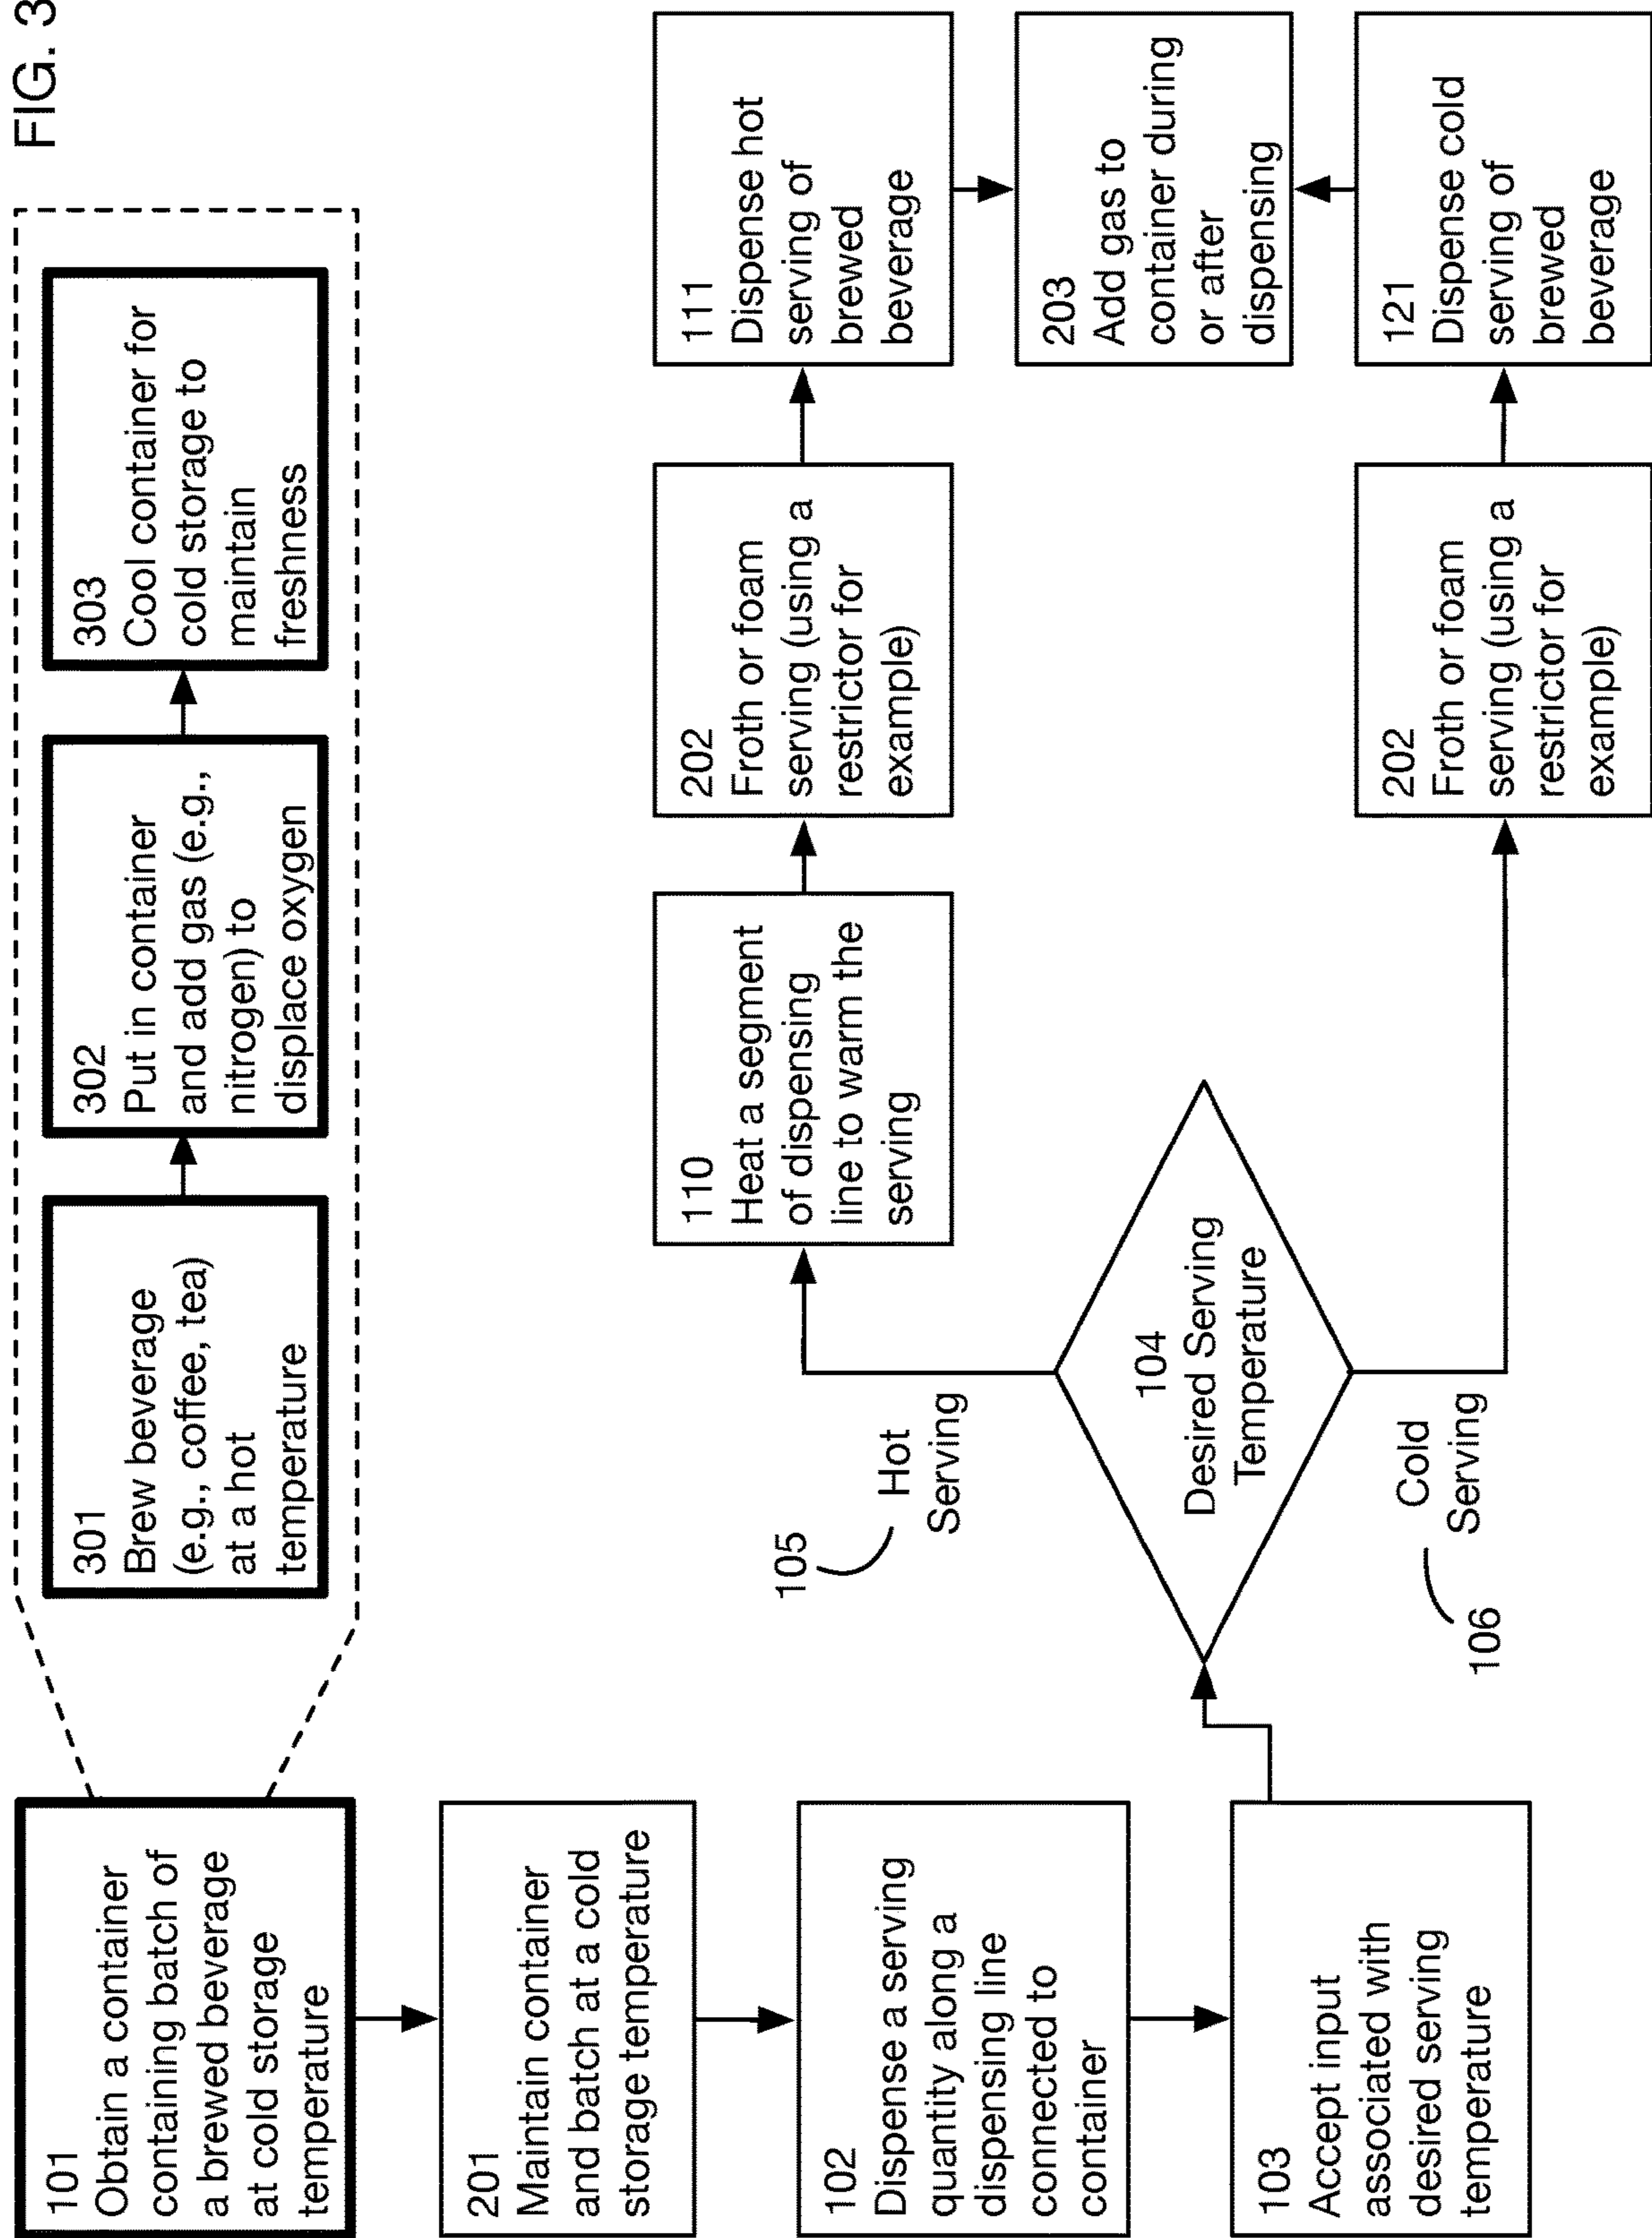 FIG. 3
101
Obtain a container
containing batch of
a brewed beverage
at cold storage
temperature
301
Brew beverage
(e.g., coffee, tea)
at a hot
temperature
302
Put in container
and add gas (e.g.,
nitrogen) to
displace oxygen
303
Cool container for
cold storage to
maintain
freshness
201
Maintain container
and batch at a cold
storage temperature
102
Dispense a serving
quantity along a
dispensing line
connected to
container
103
Accept input
associated with
desired serving
temperature
104
Desired Serving
Temperature
105
Hot
Serving
110
Heat a segment
of dispensing
line to warm the
serving
202
Froth or foam
serving (using a
restrictor for
example)
111
Dispense hot
serving of
brewed
beverage
203
Add gas to
container during
or after
dispensing
106
Cold
Serving
202
Froth or foam
serving (using a
restrictor for
example)
121
Dispense cold
serving of
brewed
beverage